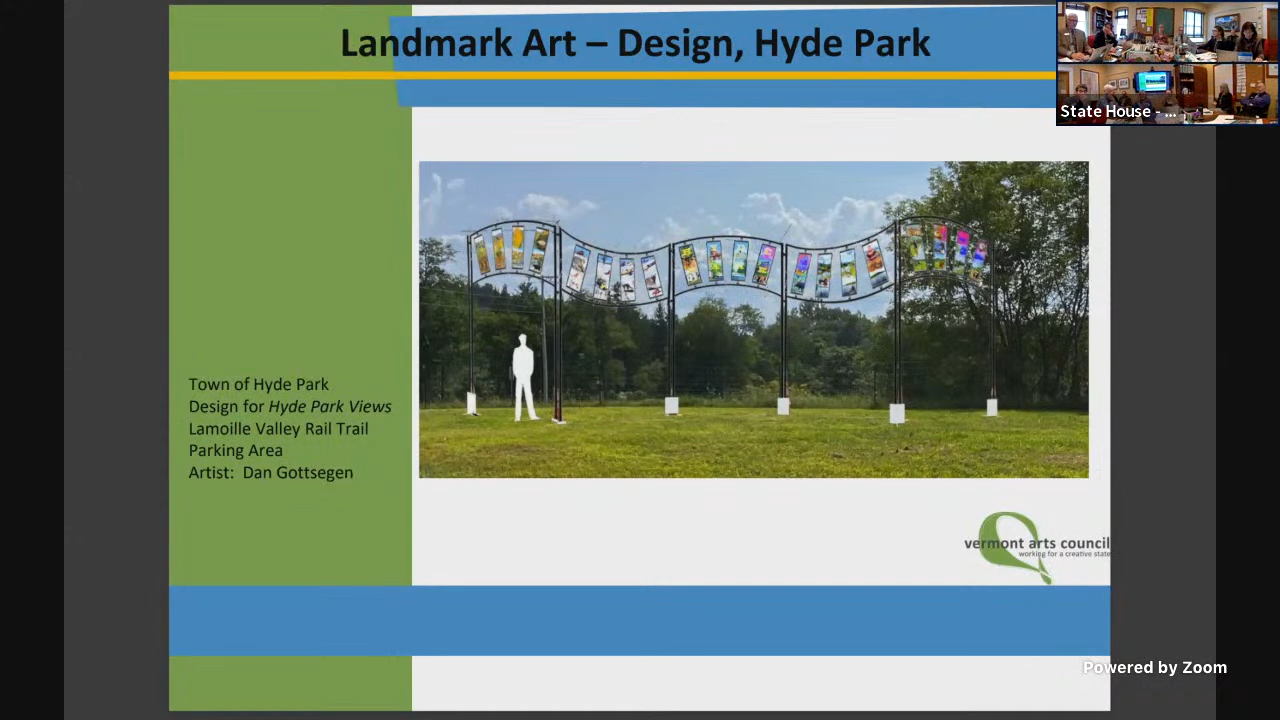 Landmark Art – Design, Hyde Park
State House - ...
Town of Hyde Park
Design for Hyde Park Views
Lamoille Valley Rail Trail
Parking Area
Artist: Dan Gottsegen
vermont arts council
working for a creative state
Powered by Zoom